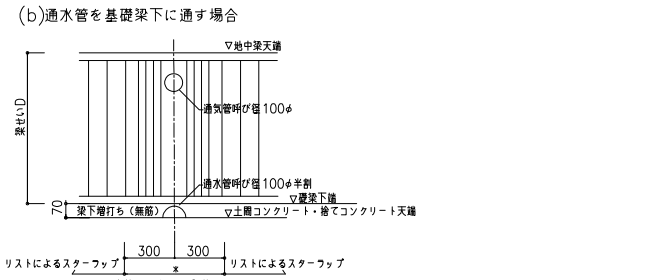 (b)通水管を基礎梁下に通す場合
▽地中梁天端
梁せいD
通気管呼び径100φ
通水管呼び径100φ半割
▽礎梁下端
70
梁下増打ち(無筋)
▽土間コンクリート・捨てコンクリート天端
300 300
リストによるスターラップ
*
リストによるスターラップ